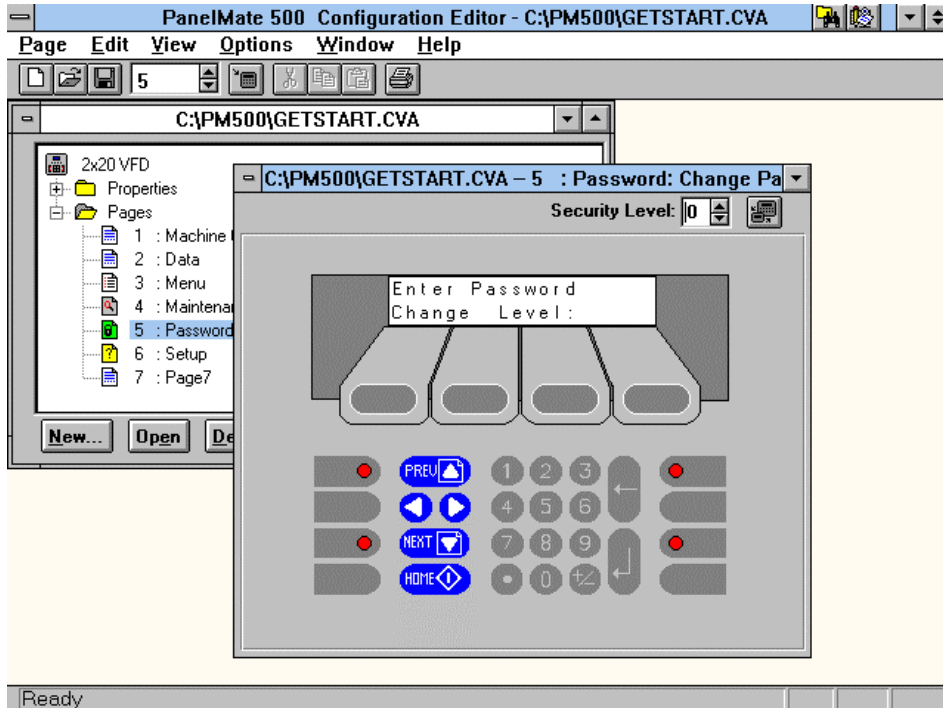 PanelMate 500 Configuration Editor - C:\PM500\GETSTART.CVA
Page Edit View Options Window Help
5
C:\PM500\GETSTART.CVA
2x20 VFD
Properties
Pages
1 : Machine
2 : Data
3 : Menu
4 : Maintenan
5 : Password
6 : Setup
7 : Page7
New... Open De
C:\PM500\GETSTART.CVA – 5 : Password: Change Pa
Security Level: 0
Enter Password
Change Level:
PREV 1 2 3
4 5 6
NEXT 7 8 9
HOME • 0 +/-
Ready